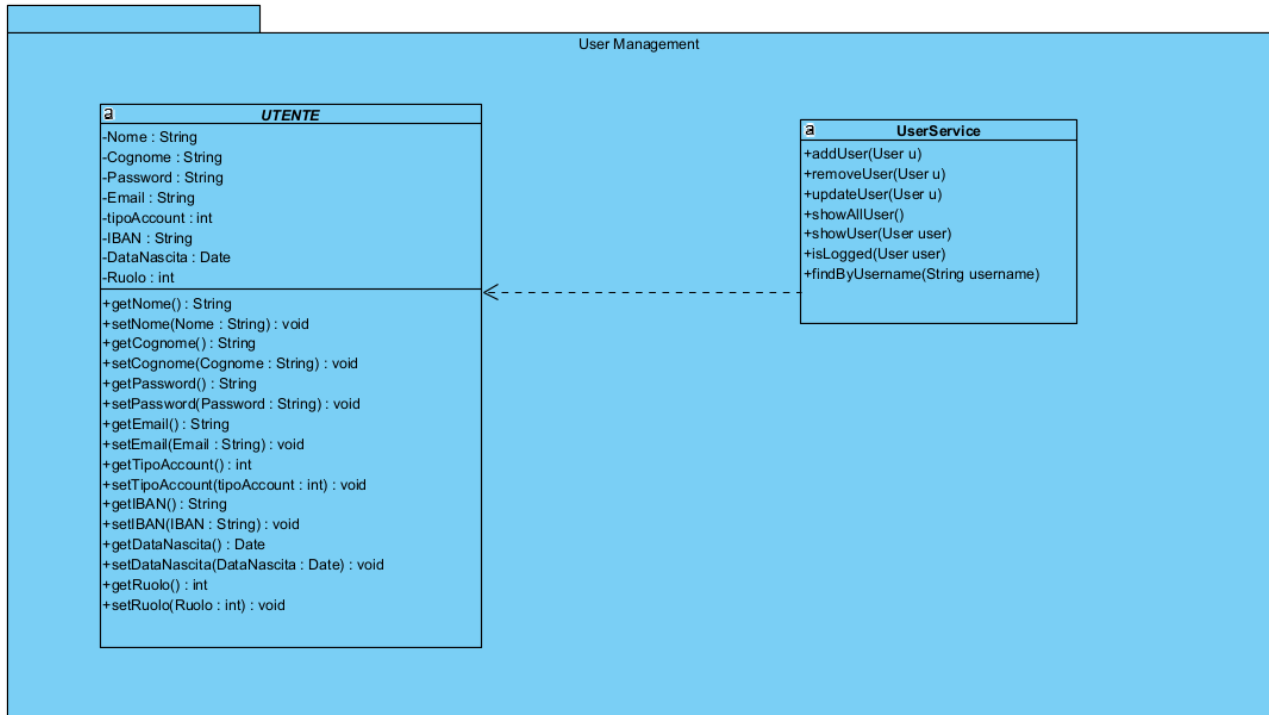 User Management
a
UTENTE
-Nome : String
-Cognome : String
-Password : String
-Email : String
-tipoAccount : int
-IBAN : String
-DataNascita : Date
-Ruolo : int
+getNome() : String
+setNome(Nome : String) : void
+getCognome() : String
+setCognome(Cognome : String) : void
+getPassword() : String
+setPassword(Password : String) : void
+getEmail() : String
+setEmail(Email : String) : void
+getTipoAccount() : int
+setTipoAccount(tipoAccount : int) : void
+getIBAN() : String
+setIBAN(IBAN : String) : void
+getDataNascita() : Date
+setDataNascita(DataNascita : Date) : void
+getRuolo() : int
+setRuolo(Ruolo : int) : void
a
UserService
+addUser(User u)
+removeUser(User u)
+updateUser(User u)
+showAllUser()
+showUser(User user)
+isLogged(User user)
+findByUsername(String username)